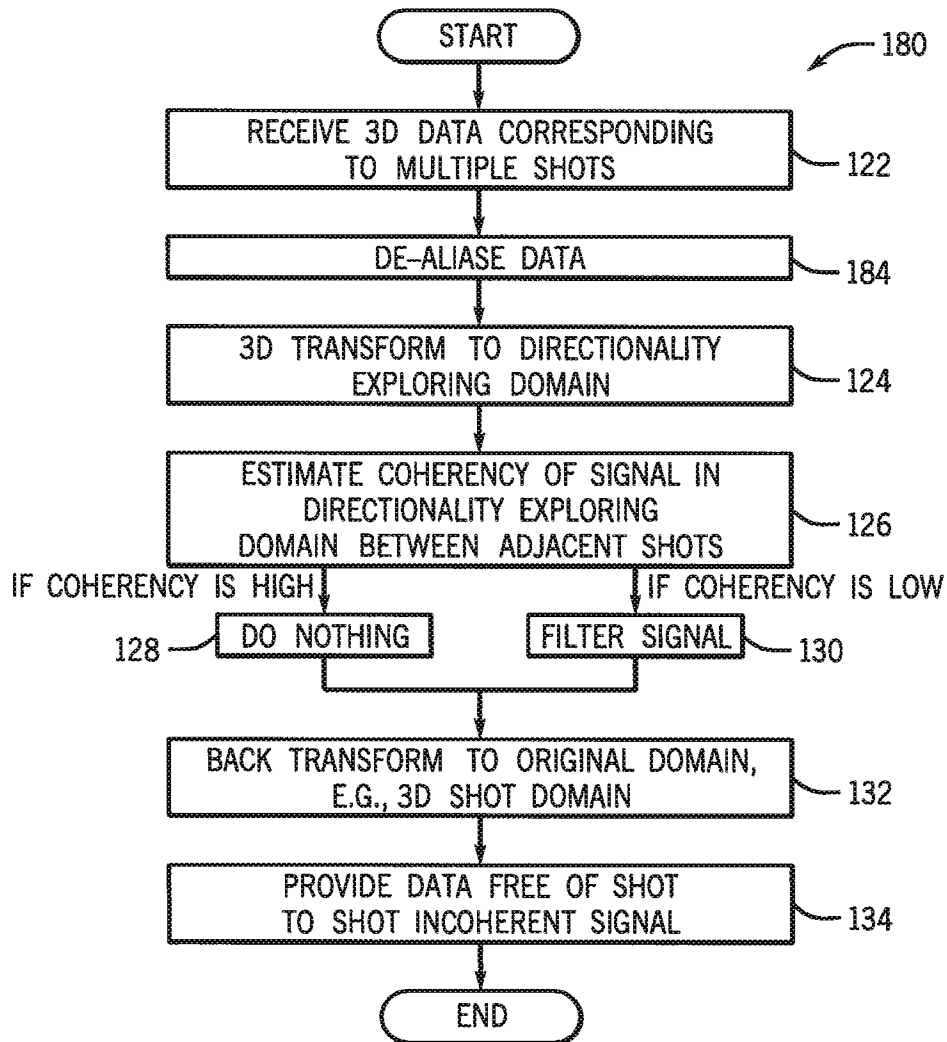 START
180
RECEIVE 3D DATA CORRESPONDING
TO MULTIPLE SHOTS
122
DE-ALIASE DATA
184
3D TRANSFORM TO DIRECTIONALITY
EXPLORING DOMAIN
124
ESTIMATE COHERENCY OF SIGNAL IN
DIRECTIONALITY EXPLORING
DOMAIN BETWEEN ADJACENT SHOTS
126
IF COHERENCY IS HIGH
IF COHERENCY IS LOW
128
DO NOTHING
FILTER SIGNAL
130
BACK TRANSFORM TO ORIGINAL DOMAIN,
E.G., 3D SHOT DOMAIN
132
PROVIDE DATA FREE OF SHOT
TO SHOT INCOHERENT SIGNAL
134
END